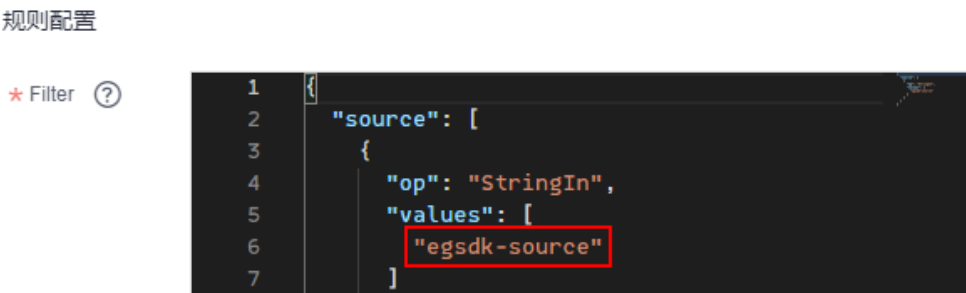 规则配置
* Filter ?
1 {
2 "source": [
3 {
4 "op": "StringIn",
5 "values": [
6 "egsdk-source"
7 ]